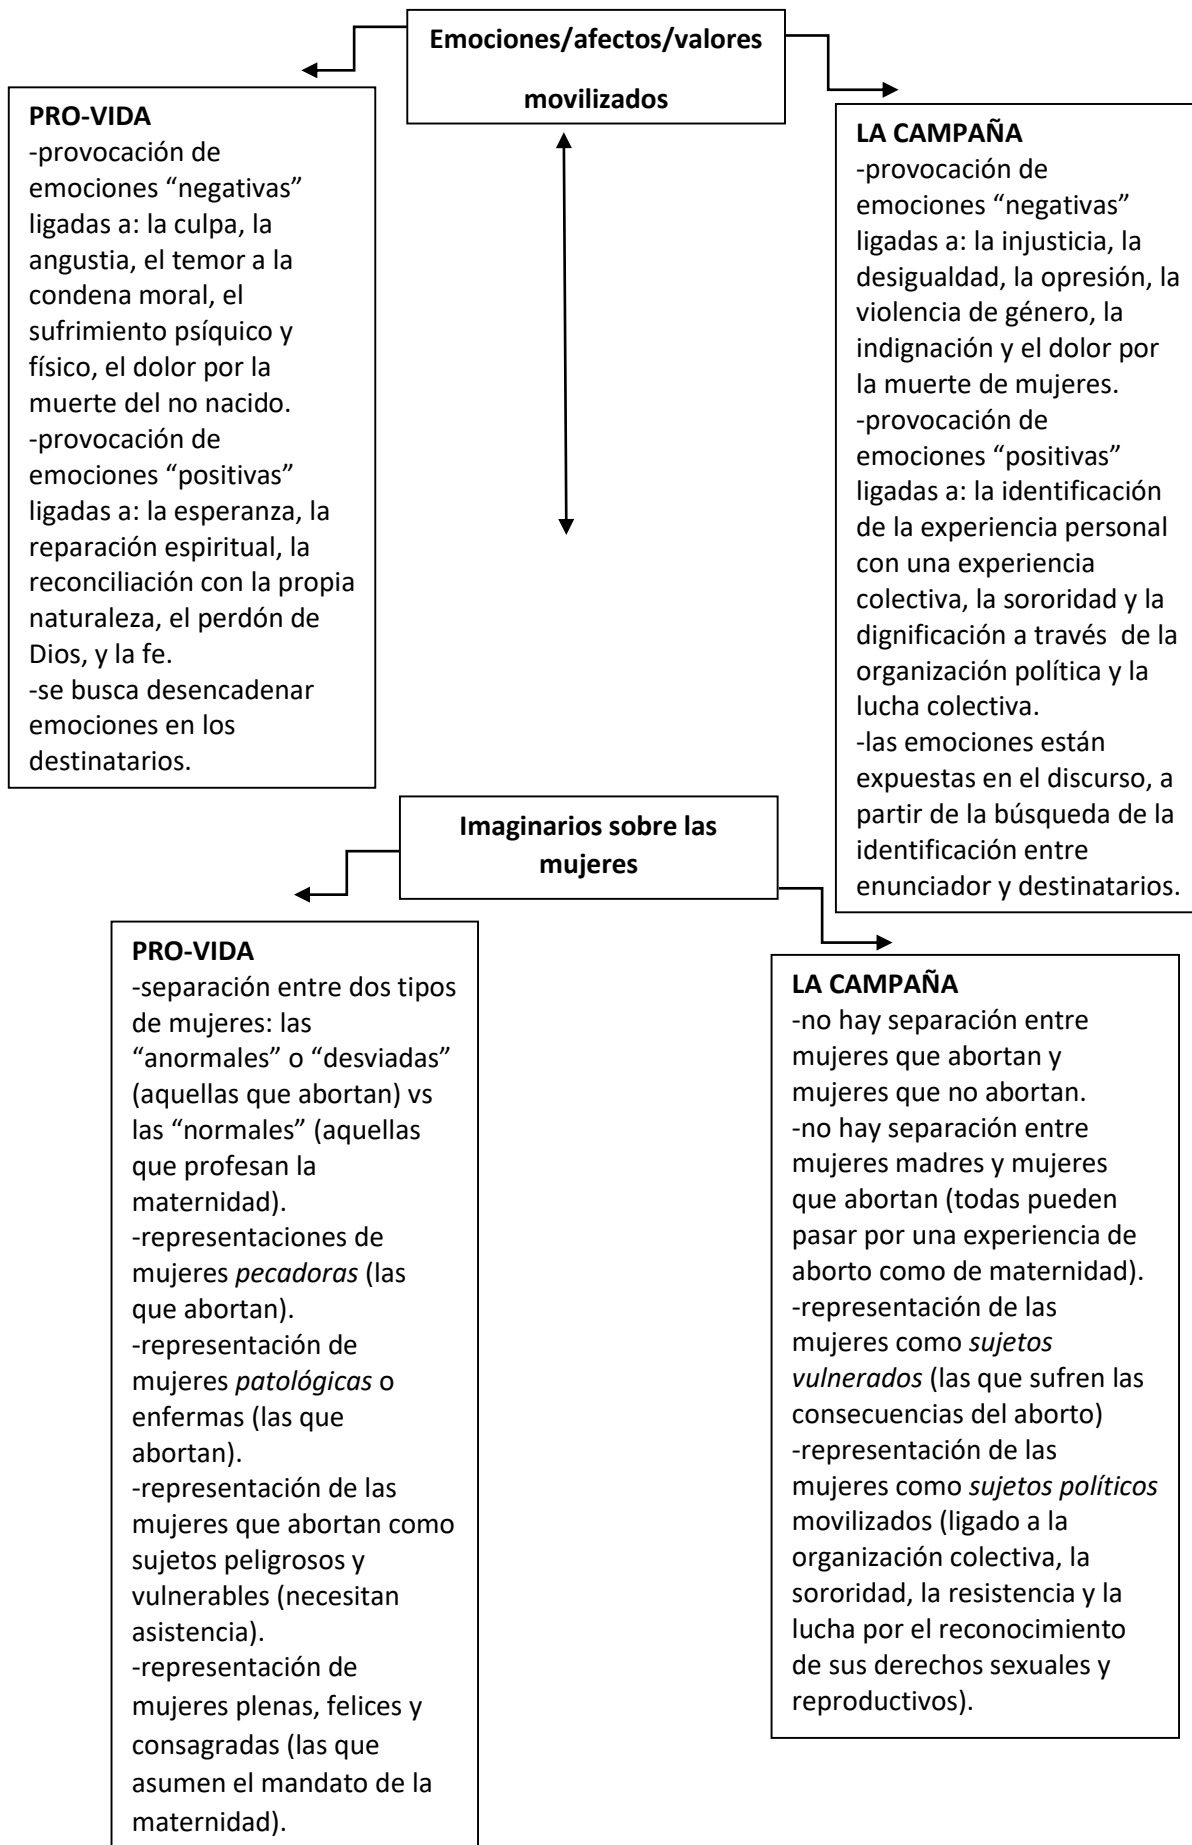 Emociones/afectos/valores
movilizados
PRO-VIDA
-provocación de
emociones “negativas”
ligadas a: la culpa, la
angustia, el temor a la
condena moral, el
sufrimiento psíquico y
físico, el dolor por la
muerte del no nacido.
-provocación de
emociones “positivas”
ligadas a: la esperanza, la
reparación espiritual, la
reconciliación con la propia
naturaleza, el perdón de
Dios, y la fe.
-se busca desencadenar
emociones en los
destinatarios.
LA CAMPAÑA
-provocación de
emociones “negativas”
ligadas a: la injusticia, la
desigualdad, la opresión, la
violencia de género, la
indignación y el dolor por
la muerte de mujeres.
-provocación de
emociones “positivas”
ligadas a: la identificación
de la experiencia personal
con una experiencia
colectiva, la sororidad y la
dignificación a través  de la
organización política y la
lucha colectiva.
-las emociones están
expuestas en el discurso, a
partir de la búsqueda de la
identificación entre
enunciador y destinatarios.
Imaginarios sobre las
mujeres
PRO-VIDA
-separación entre dos tipos
de mujeres: las
“anormales” o “desviadas”
(aquellas que abortan) vs
las “normales” (aquellas
que profesan la
maternidad).
-representaciones de
mujeres pecadoras (las
que abortan).
-representación de
mujeres patológicas o
enfermas (las que
abortan).
-representación de las
mujeres que abortan como
sujetos peligrosos y
vulnerables (necesitan
asistencia).
-representación de
mujeres plenas, felices y
consagradas (las que
asumen el mandato de la
maternidad).
LA CAMPAÑA
-no hay separación entre
mujeres que abortan y
mujeres que no abortan.
-no hay separación entre
mujeres madres y mujeres
que abortan (todas pueden
pasar por una experiencia de
aborto como de maternidad).
-representación de las
mujeres como sujetos
vulnerados (las que sufren las
consecuencias del aborto)
-representación de las
mujeres como sujetos políticos
movilizados (ligado a la
organización colectiva, la
sororidad, la resistencia y la
lucha por el reconocimiento
de sus derechos sexuales y
reproductivos).